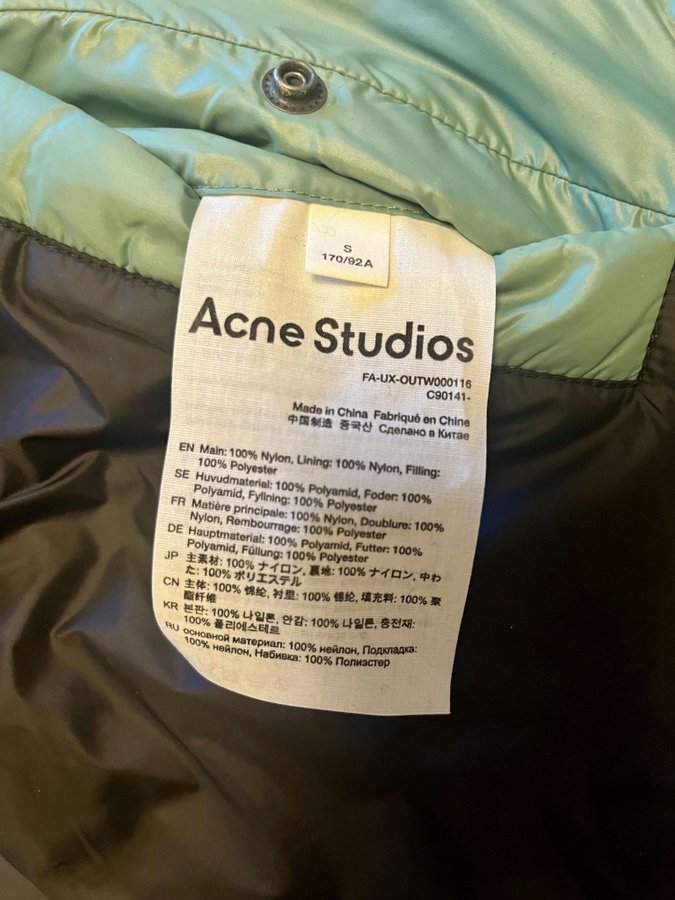 S
170/92A
Acne Studios
FA-UX-OUTW000116
C90141-
Made in China Fabriqué en Chine
中国制造 중국산 Сделано в Китае
EN Main: 100% Nylon, Lining: 100% Nylon, Filling:
100% Polyester
SE Huvudmaterial: 100% Polyamid, Foder: 100%
Polyamid, Fyllning: 100% Polyester
FR Matière principale: 100% Nylon, Doublure: 100%
Nylon, Rembourrage: 100% Polyester
DE Hauptmaterial: 100% Polyamid, Futter: 100%
Polyamid, Füllung: 100% Polyester
JP 主素材: 100% ナイロン, 裏地: 100% ナイロン, 中わ
た: 100% ポリエステル
CN 主体: 100% 锦纶, 衬里: 100% 锦纶, 填充料: 100% 聚
酯纤维
KR 본판: 100% 나일론, 안감: 100% 나일론, 충전재:
100% 폴리에스테르
RU основной материал: 100% нейлон, Подкладка:
100% нейлон, Набивка: 100% Полиэстер